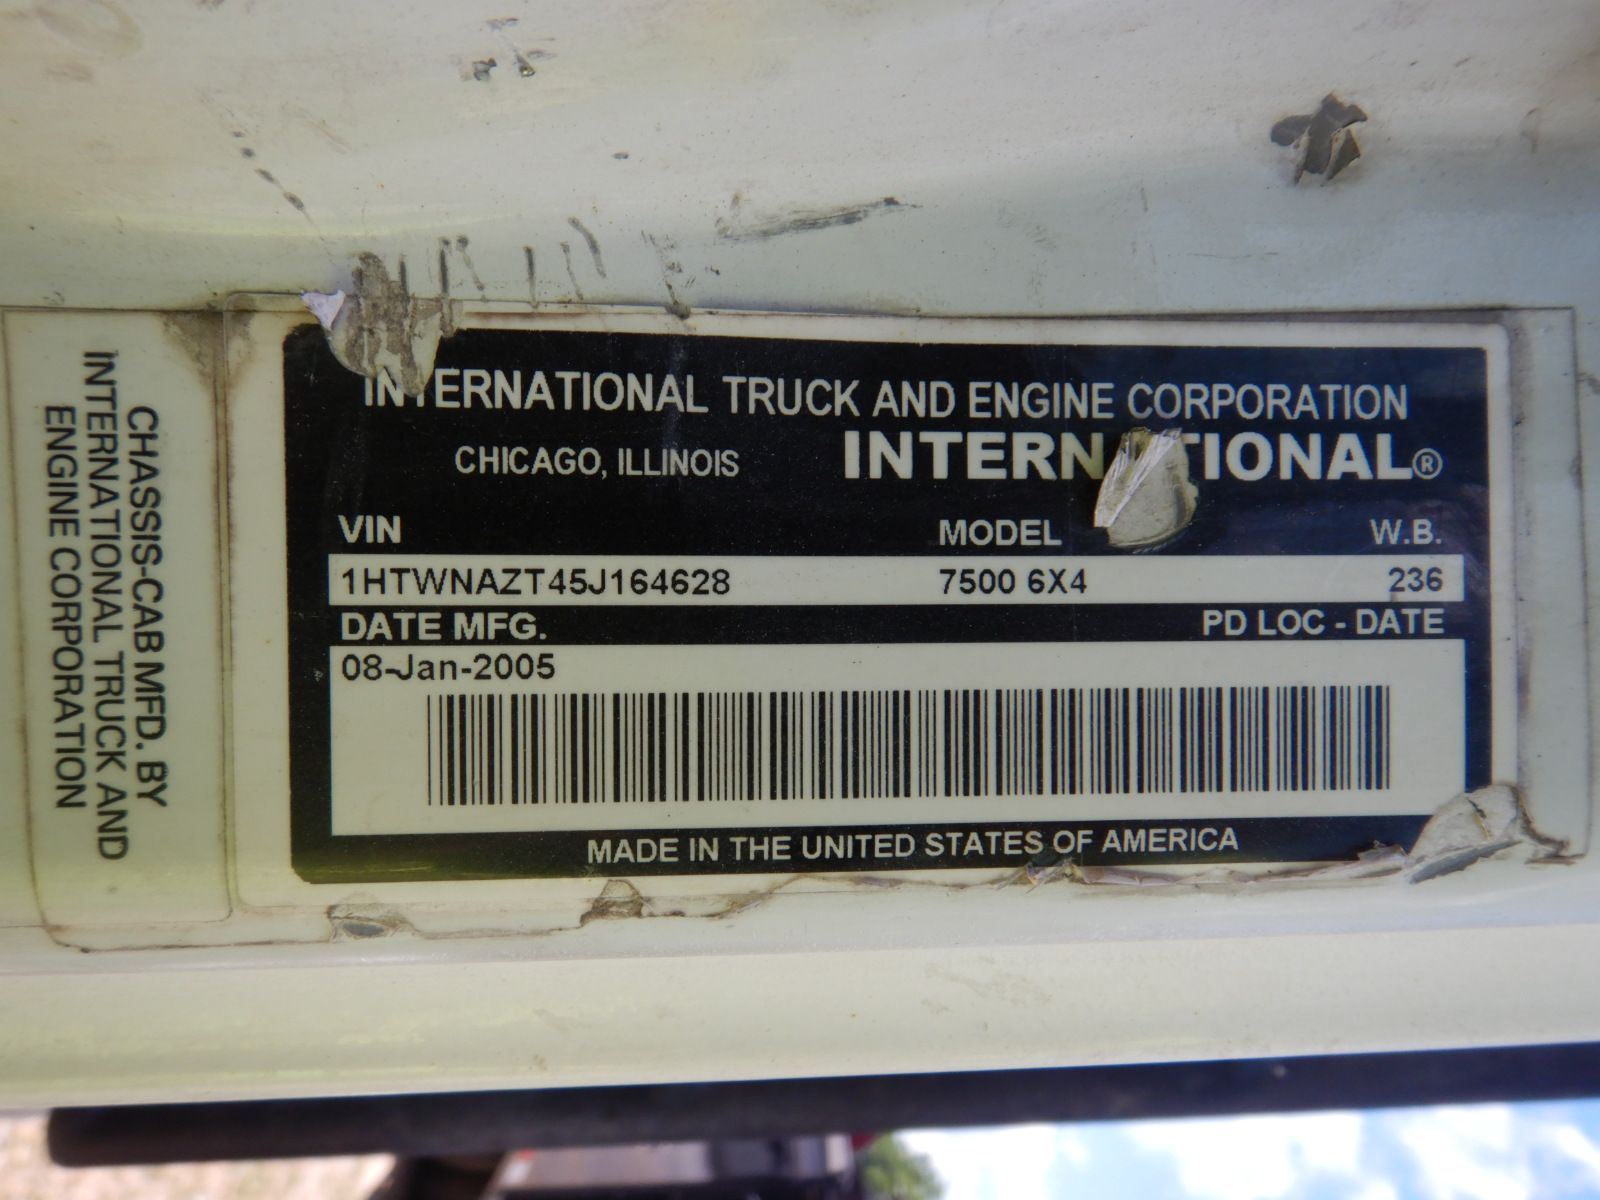 CHASSIS-CAB MFD. BY
INTERNATIONAL TRUCK AND
ENGINE CORPORATION
INTERNATIONAL TRUCK AND ENGINE CORPORATION
CHICAGO, ILLINOIS INTERNATIONAL®
VIN MODEL W.B.
1HTWNAZT45J164628 7500 6X4 236
DATE MFG. PD LOC - DATE
08-Jan-2005
MADE IN THE UNITED STATES OF AMERICA